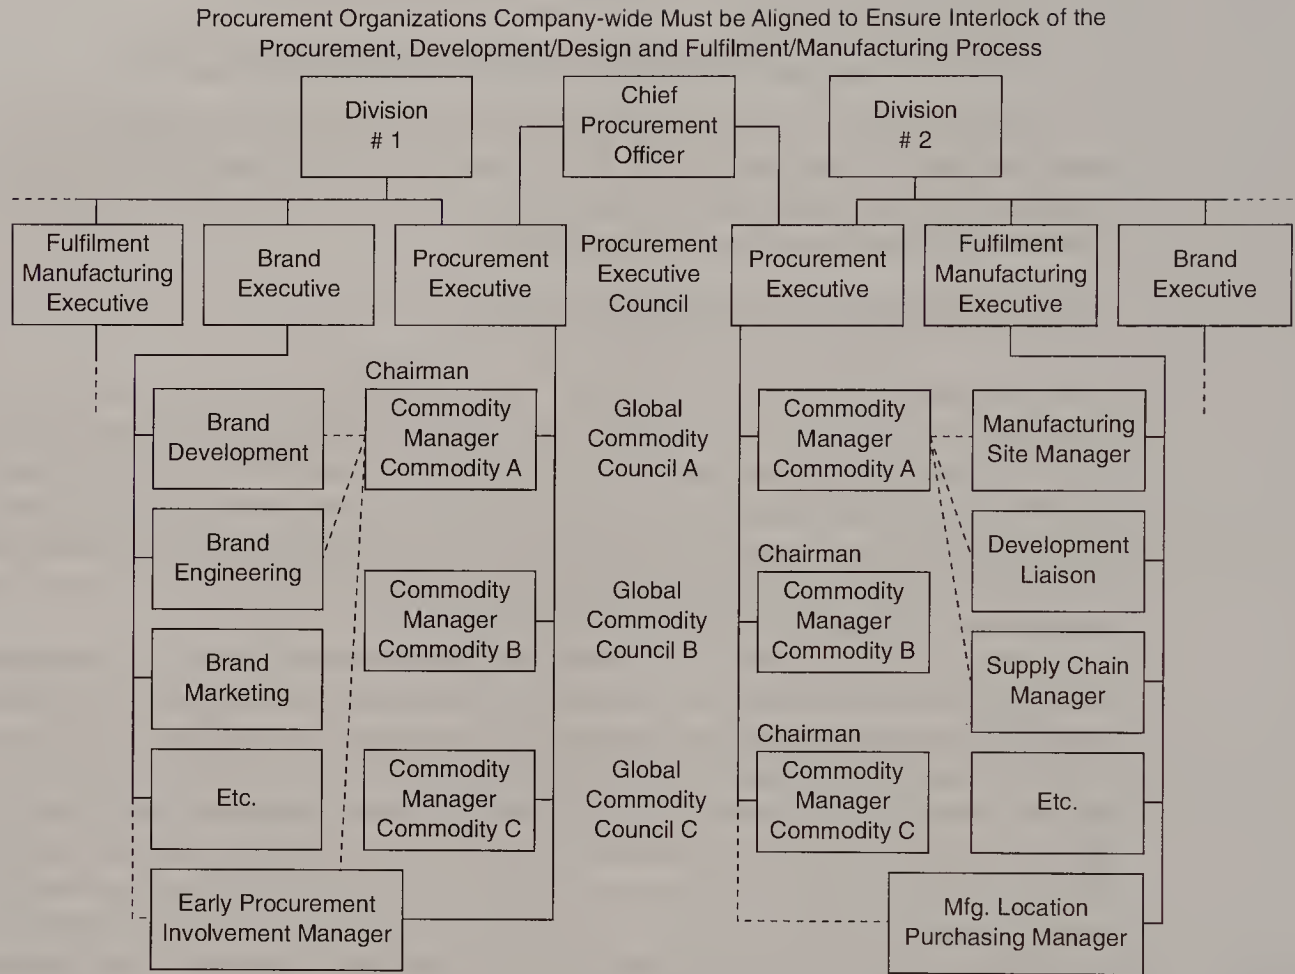 Procurement Organizations Company-wide Must be Aligned to Ensure Interlock of the
Procurement, Development/Design and Fulfilment/Manufacturing Process
Division
# 1
Chief
Procurement
Officer
Division
# 2
Fulfilment
Manufacturing
Executive
Brand
Executive
Procurement
Executive
Procurement
Executive
Council
Procurement
Executive
Fulfilment
Manufacturing
Executive
Brand
Executive
Brand
Development
Chairman
Commodity
Manager
Commodity A
Global
Commodity
Council A
Commodity
Manager
Commodity A
Manufacturing
Site Manager
Brand
Engineering
Development
Liaison
Commodity
Manager
Commodity B
Global
Commodity
Council B
Chairman
Commodity
Manager
Commodity B
Brand
Marketing
Supply Chain
Manager
Etc.
Commodity
Manager
Commodity C
Global
Commodity
Council C
Chairman
Commodity
Manager
Commodity C
Etc.
Early Procurement
Involvement Manager
Mfg. Location
Purchasing Manager